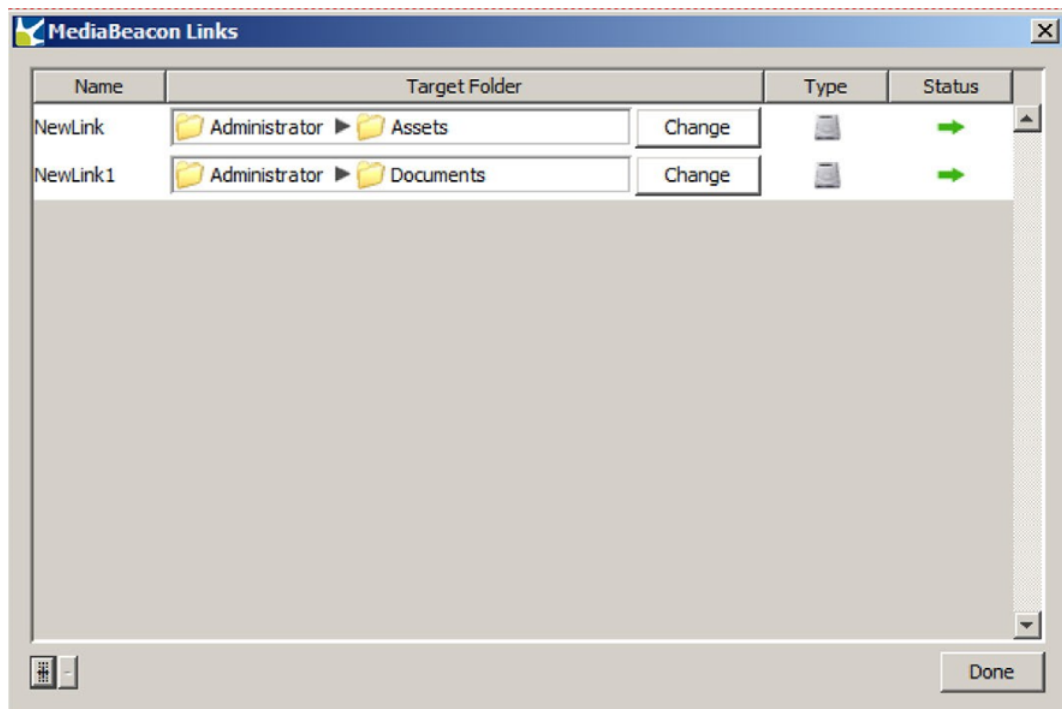 MediaBeacon Links
Name Target Folder Type Status
NewLink Administrator Assets Change
NewLink1 Administrator Documents Change
+ -
Done